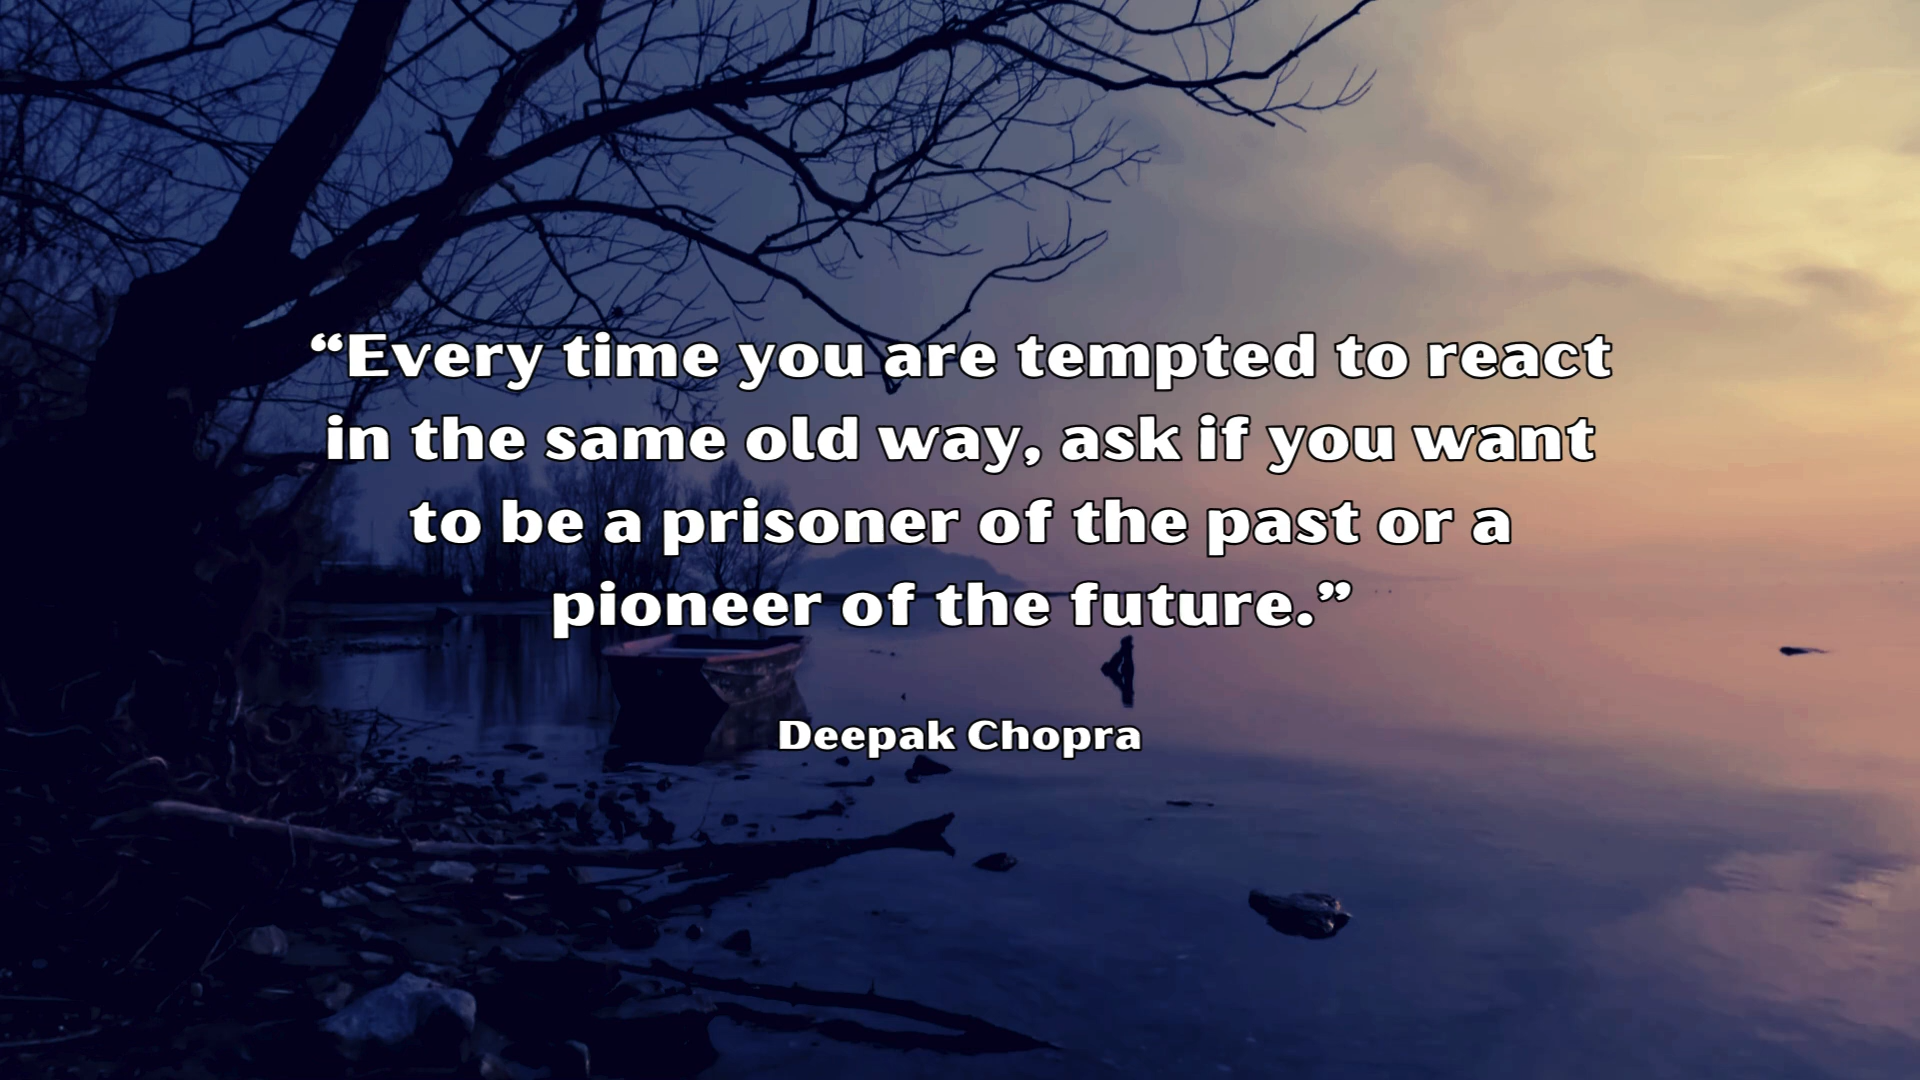 “Every time you are tempted to react
in the same old way, ask if you want
to be a prisoner of the past or a
pioneer of the future.”
Deepak Chopra